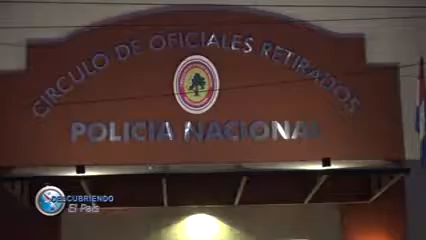 CIRCULO DE OFICIALES RETIRADOS
POLICIA NACIONAL
DESCUBRIENDO
El País